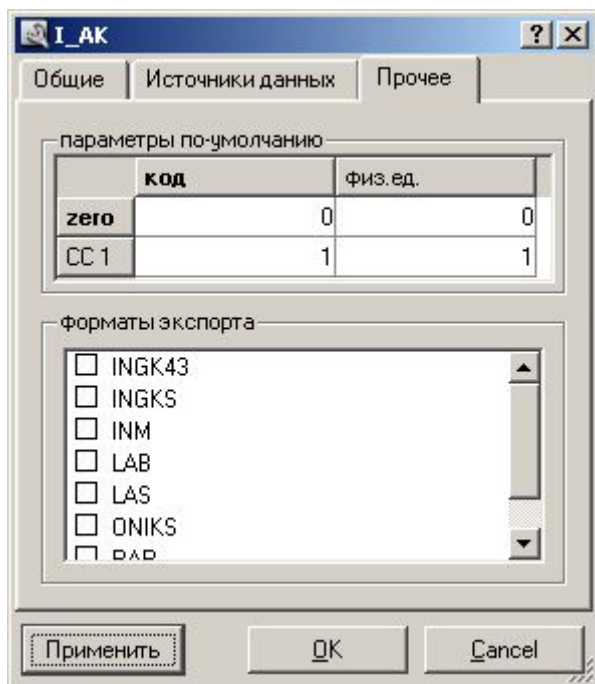 I_AK
Общие Источники данных Прочее
параметры по-умолчанию
код физ.ед.
zero 0 0
СС 1 1 1
форматы экспорта
INGK43
INGKS
INM
LAB
LAS
ONIKS
Применить OK Cancel